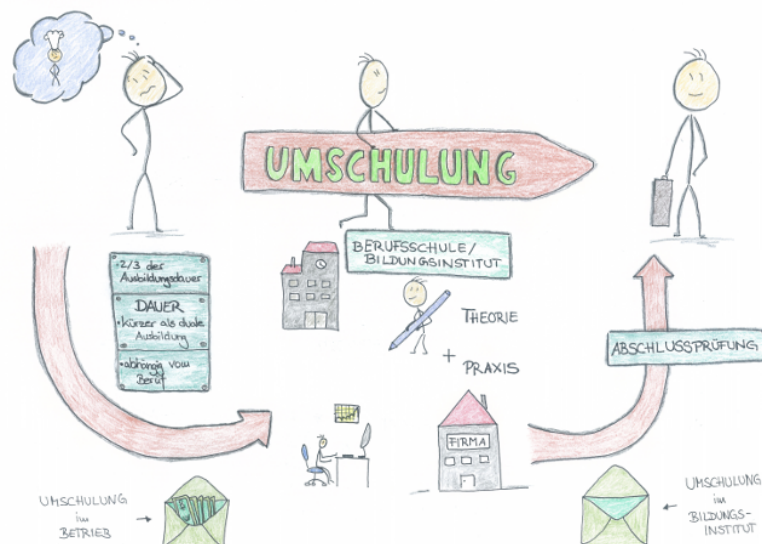 UMSCHULUNG
BERUFSSCHULE/
BILDUNGSINSTITUT
• 2/3 der
Ausbildungsdauer
DAUER
• kürzer als duale
Ausbildung
• abhängig vom
Beruf
THEORIE
+
PRAXIS
FIRMA
ABSCHLUSSPRÜFUNG
UMSCHULUNG
im
BETRIEB
UMSCHULUNG
im
BILDUNGS-
INSTITUT